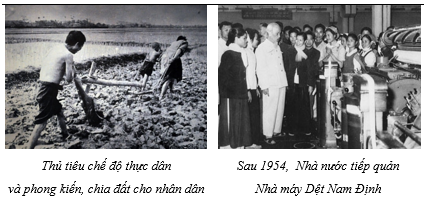 Thủ tiêu chế độ thực dân
và phong kiến, chia đất cho nhân dân
Sau 1954, Nhà nước tiếp quản
Nhà máy Dệt Nam Định